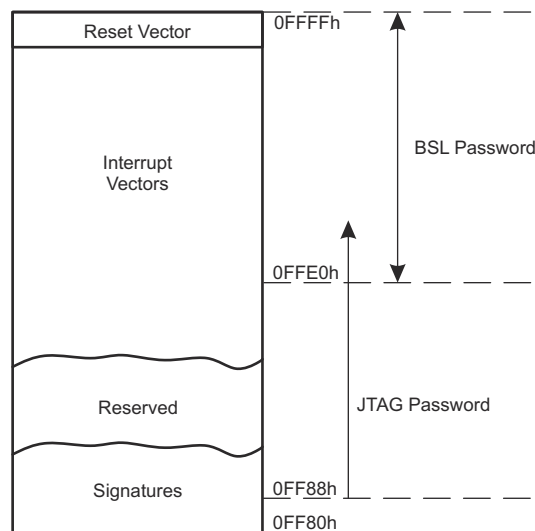 Reset Vector
0FFFFh
Interrupt
Vectors
BSL Password
0FFE0h
Reserved
JTAG Password
Signatures
0FF88h
0FF80h